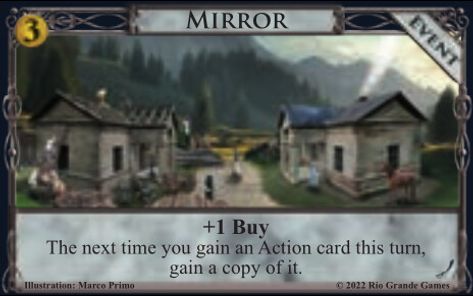 3
MIRROR
EVENT
+1 Buy
The next time you gain an Action card this turn,
gain a copy of it.
Illustration: Marco Primo
© 2022 Rio Grande Games